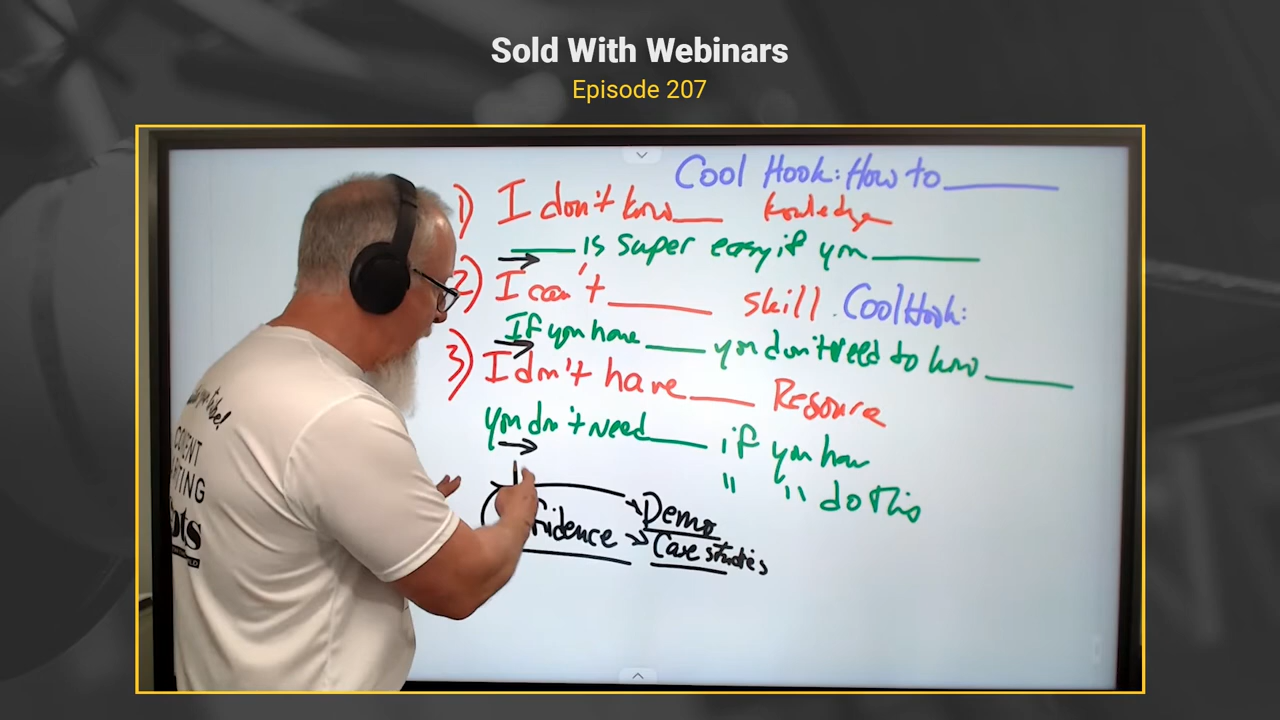 Sold With Webinars
Episode 207
Cool Hook: How to
1) I don't know knowledge
is super easy if you
2) I can't skill Cool Hook:
If you have you don't need to know
3) I don't have Resource
you don't need if you have
" " do this
Demo
Case studies